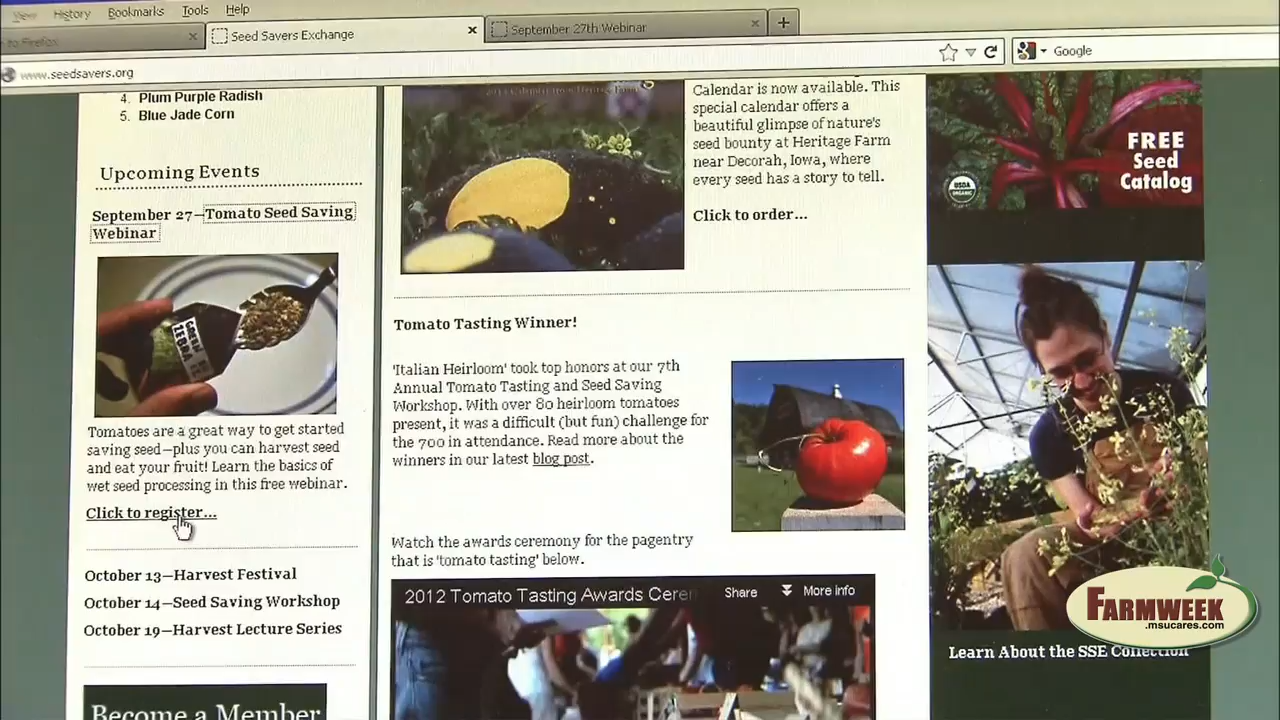 View History Bookmarks Tools Help
to Firefox
Seed Savers Exchange
September 27th Webinar
www.seedsavers.org
Google
4. Plum Purple Radish
5. Blue Jade Corn
Upcoming Events
September 27—Tomato Seed Saving
Webinar
GREEN
ZEBRA
Tomatoes are a great way to get started
saving seed—plus you can harvest seed
and eat your fruit! Learn the basics of
wet seed processing in this free webinar.
Click to register...
October 13—Harvest Festival
October 14—Seed Saving Workshop
October 19—Harvest Lecture Series
Become a Member
Calendar is now available. This
special calendar offers a
beautiful glimpse of nature's
seed bounty at Heritage Farm
near Decorah, Iowa, where
every seed has a story to tell.
Click to order...
Tomato Tasting Winner!
'Italian Heirloom' took top honors at our 7th
Annual Tomato Tasting and Seed Saving
Workshop. With over 80 heirloom tomatoes
present, it was a difficult (but fun) challenge for
the 700 in attendance. Read more about the
winners in our latest blog post.
Watch the awards ceremony for the pagentry
that is 'tomato tasting' below.
2012 Tomato Tasting Awards Cerem
Share
More info
FREE
Seed
Catalog
USDA
ORGANIC
Learn About the SSE Collection
FARMWEEK
.msucares.com